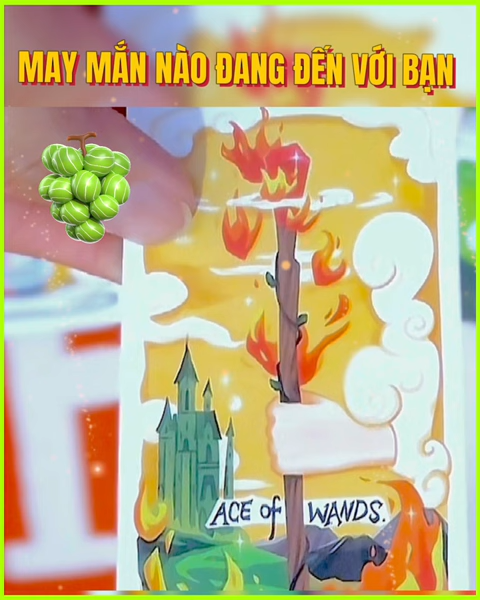 MAY MẮN NÀO ĐANG ĐẾN VỚI BẠN
ACE of WANDS.